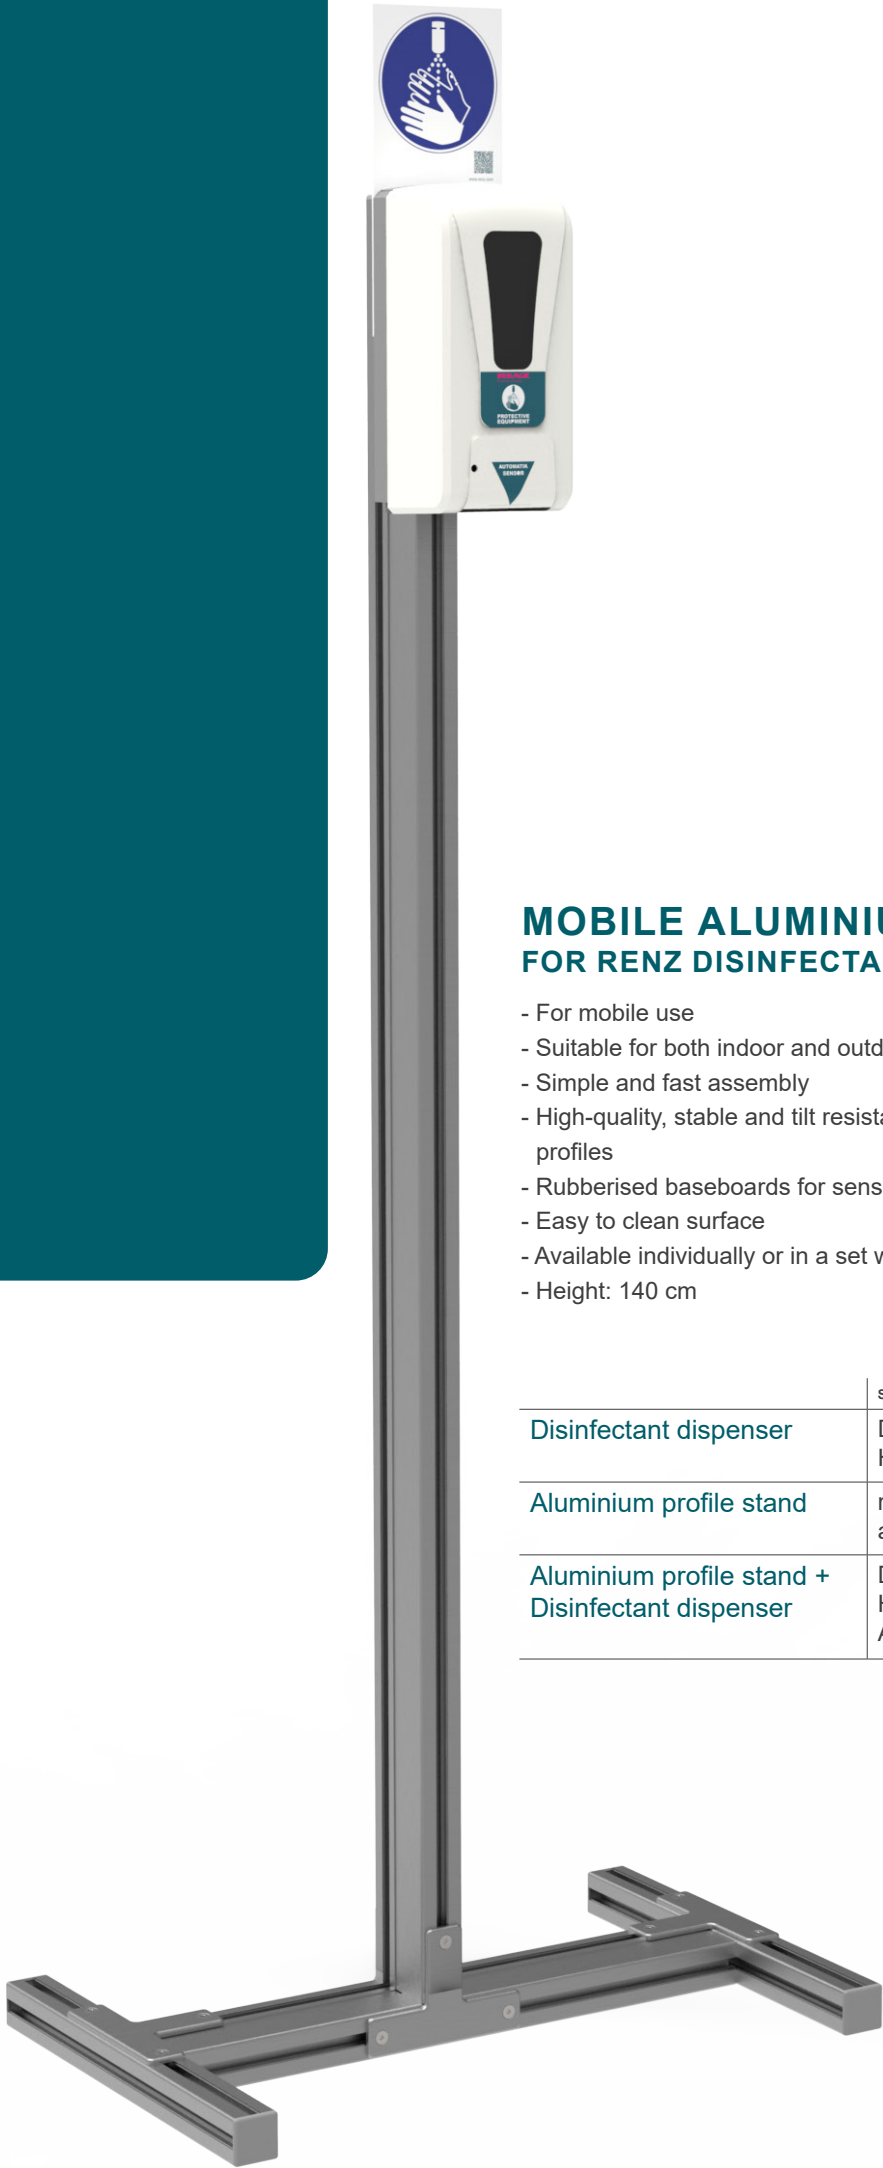 PROTECTIVE
EQUIPMENT
AUTOMATIK
SENSOR
MOBILE ALUMINIU
FOR RENZ DISINFECTA
- For mobile use
- Suitable for both indoor and outd
- Simple and fast assembly
- High-quality, stable and tilt resista
profiles
- Rubberised baseboards for sens
- Easy to clean surface
- Available individually or in a set w
- Height: 140 cm
s
Disinfectant dispenser
D
H
Aluminium profile stand
a
Aluminium profile stand +
Disinfectant dispenser
D
H
A